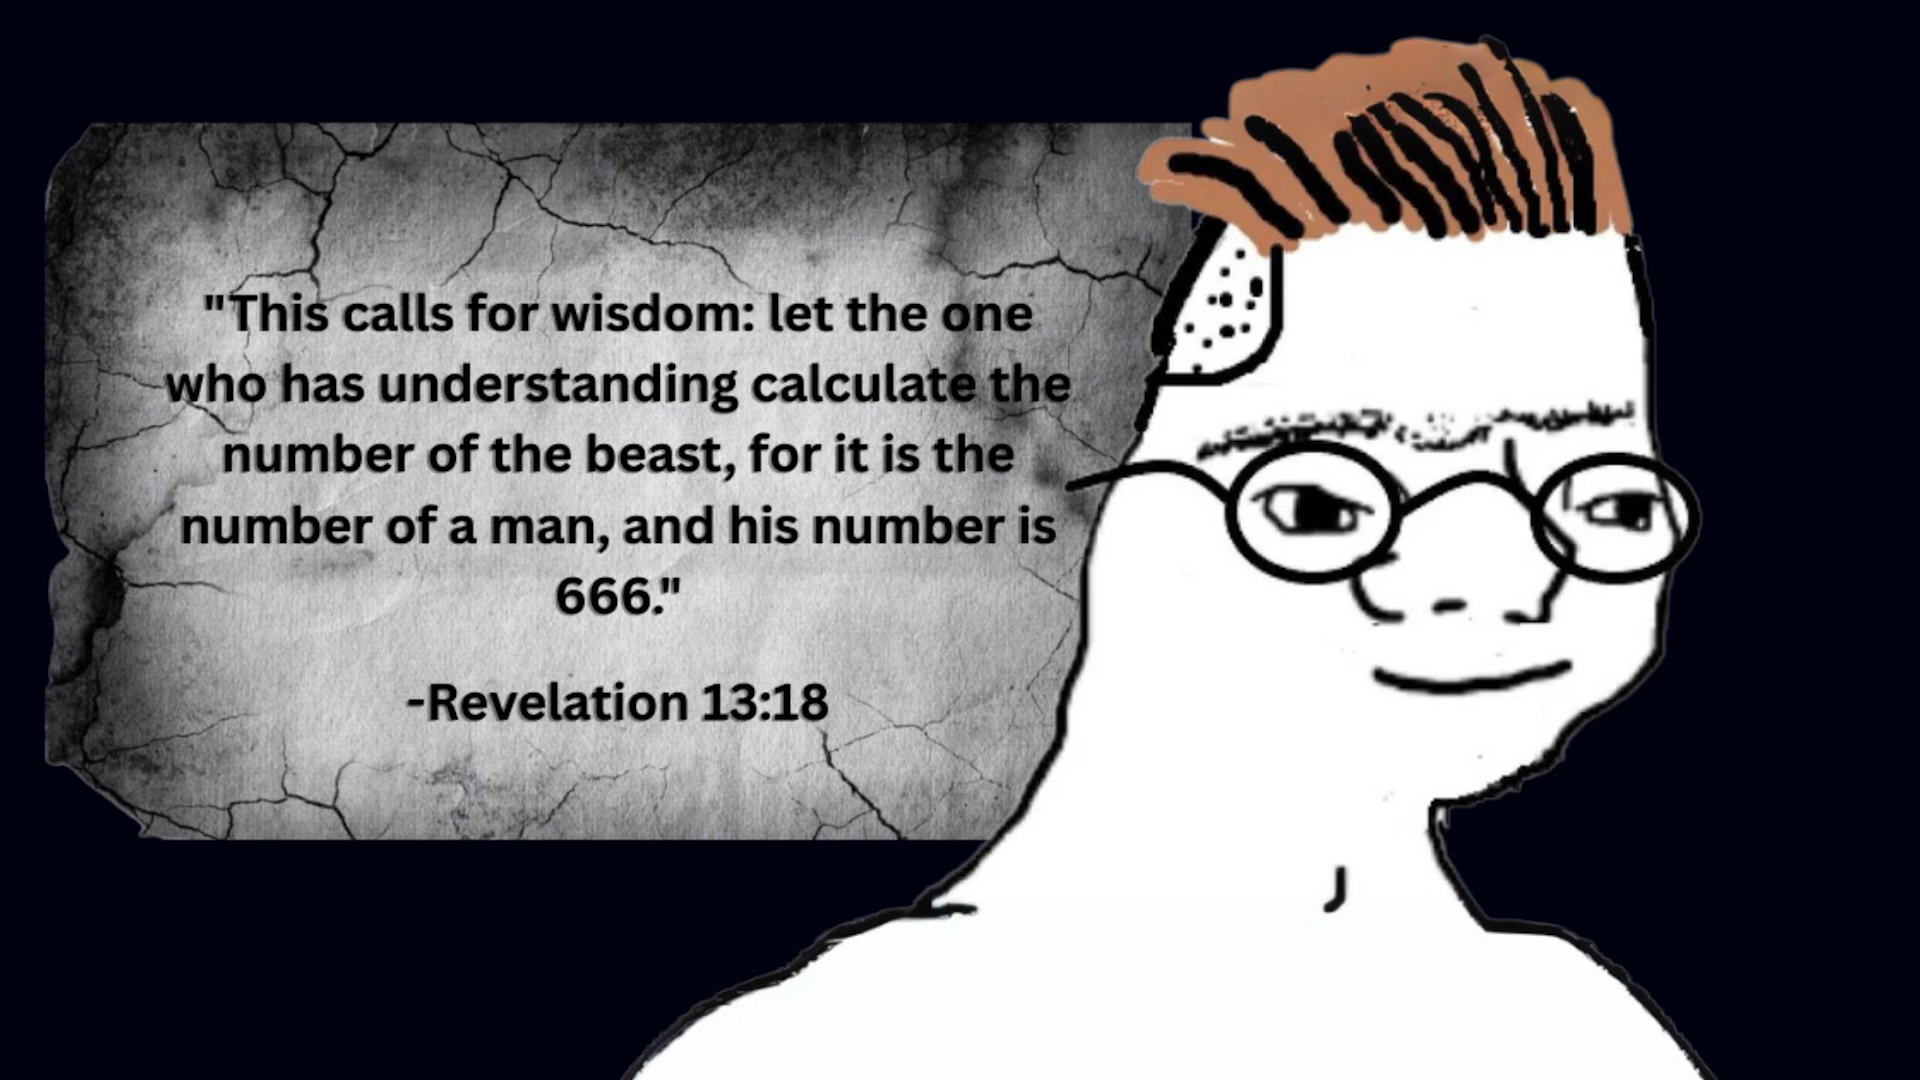 "This calls for wisdom: let the one
who has understanding calculate the
number of the beast, for it is the
number of a man, and his number is
666."
-Revelation 13:18